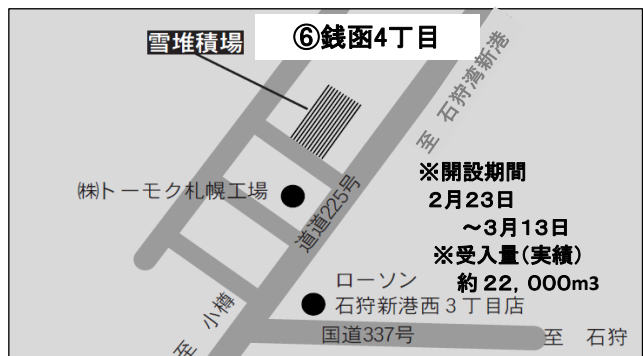 ⑥銭函4丁目
雪堆積場
至 石狩湾新港
※開設期間
2月23日
～3月13日
※受入量（実績）
約22，000m3
㈱トーモク札幌工場
道道225号
ローソン
石狩新港西３丁目店
至 小樽
国道337号
至 石狩